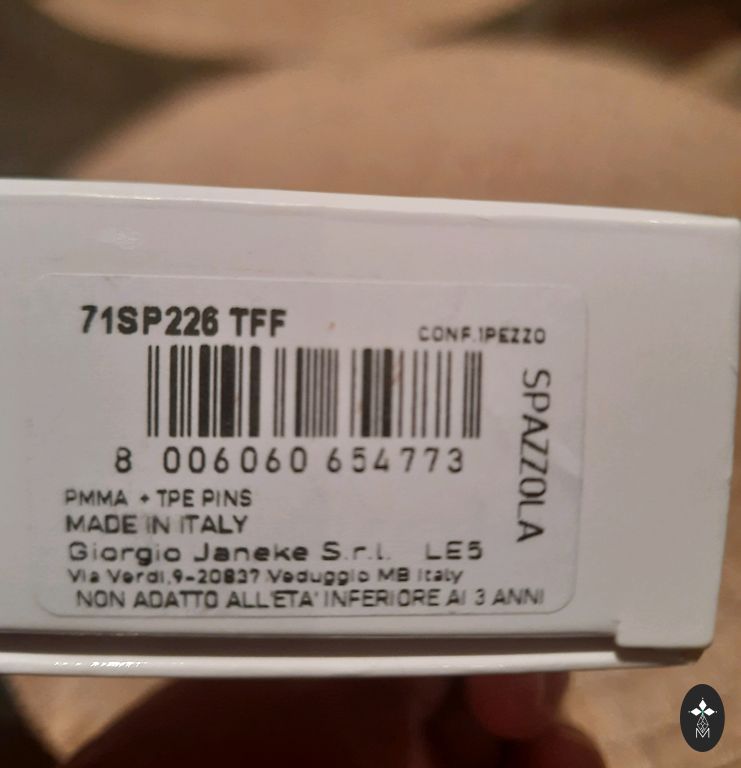 71SP226 TFF
CONF.1PEZZO
SPAZZOLA
8 006060 654773
PMMA + TPE PINS
MADE IN ITALY
Giorgio Janeke S.r.l. LE5
Via Verdi,9-20837 Veduggio MB Italy
NON ADATTO ALL'ETA' INFERIORE AI 3 ANNI
M